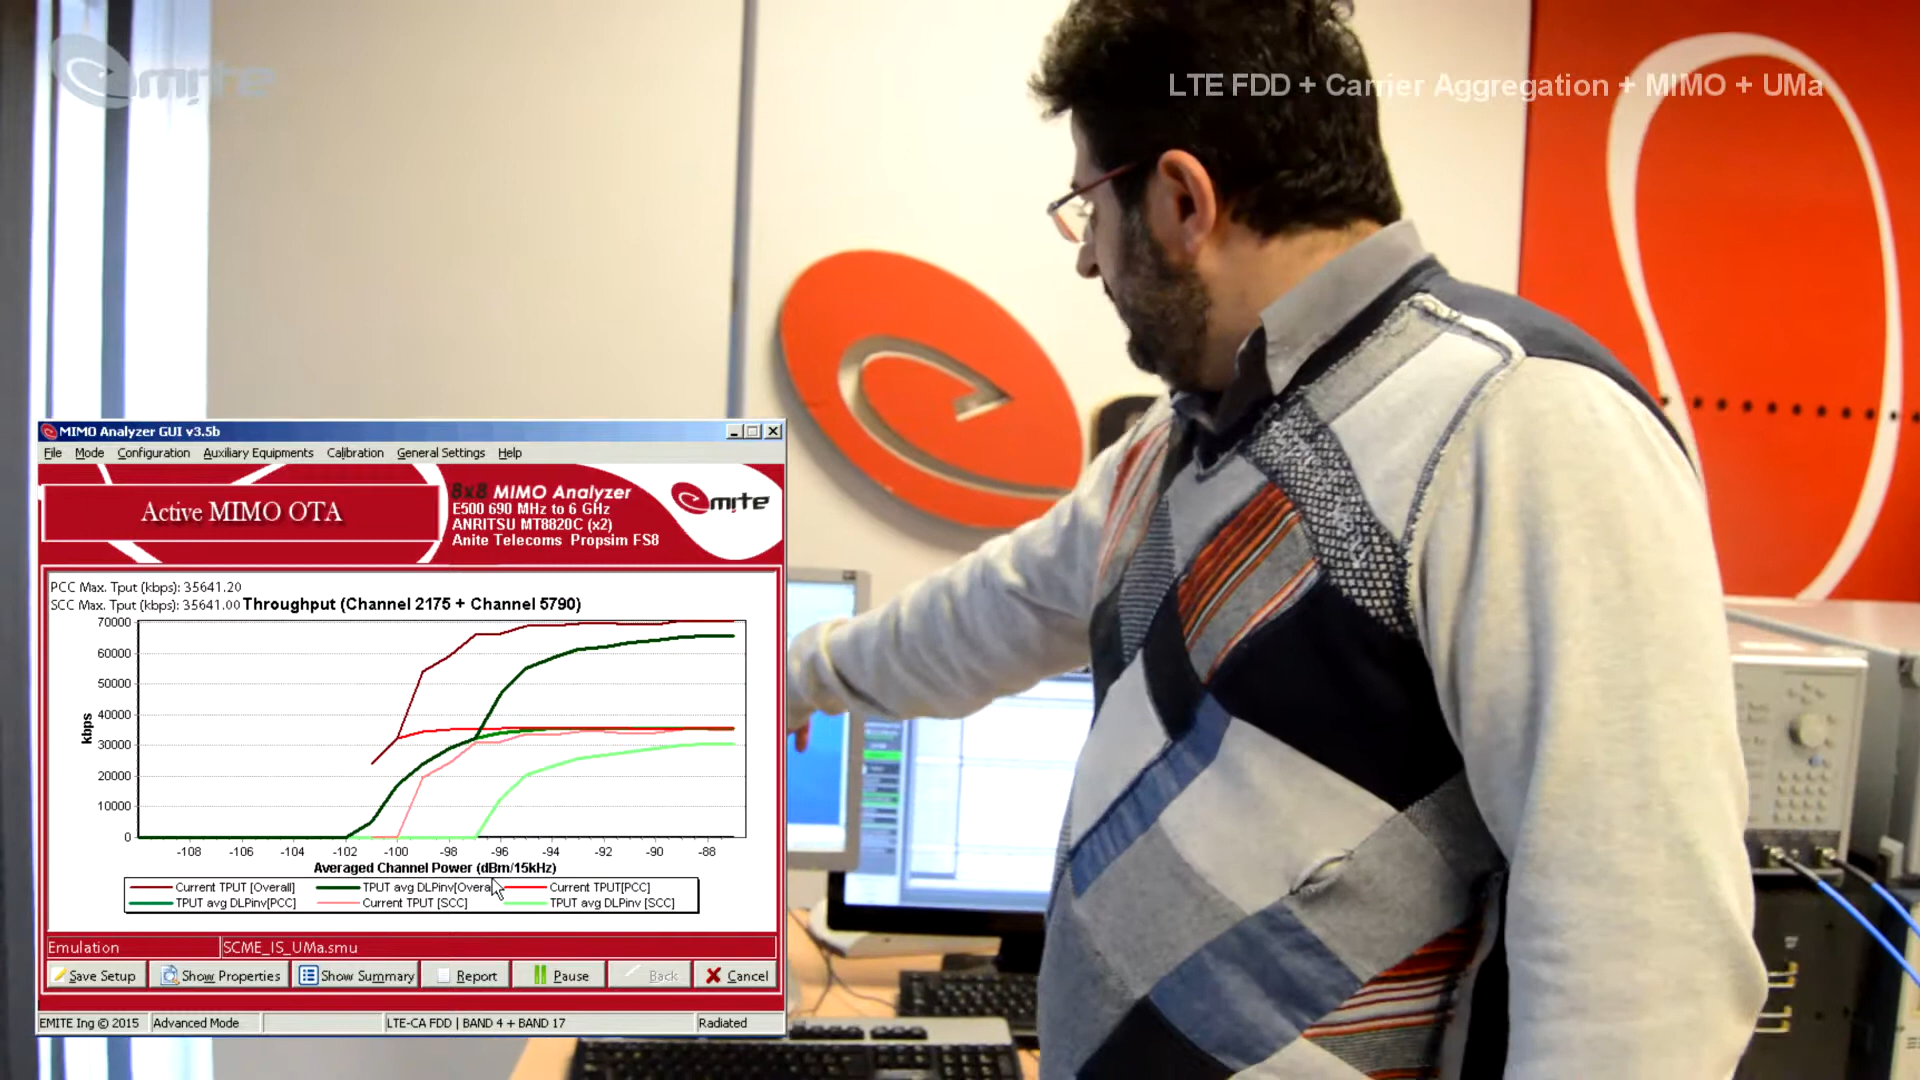 emite
LTE FDD + Carrier Aggregation + MIMO + UMa
MIMO Analyzer GUI v3.5b
File Mode Configuration Auxiliary Equipments Calibration General Settings Help
Active MIMO OTA
8x8 MIMO Analyzer
E500 690 MHz to 6 GHz
ANRITSU MT8820C (x2)
Anite Telecoms Propsim FS8
emite
PCC Max. Tput (kbps): 35641.20
SCC Max. Tput (kbps): 35641.00
Throughput (Channel 2175 + Channel 5790)
70000
60000
50000
40000
30000
20000
10000
0
kbps
-108 -106 -104 -102 -100 -98 -96 -94 -92 -90 -88
Averaged Channel Power (dBm/15kHz)
Current TPUT [Overall] TPUT avg DLPinv[Overa Current TPUT[PCC]
TPUT avg DLPinv[PCC] Current TPUT [SCC] TPUT avg DLPinv [SCC]
Emulation SCME_IS_UMa.smu
Save Setup Show Properties Show Summary Report Pause Back Cancel
EMITE Ing © 2015 Advanced Mode LTE-CA FDD | BAND 4 + BAND 17 Radiated